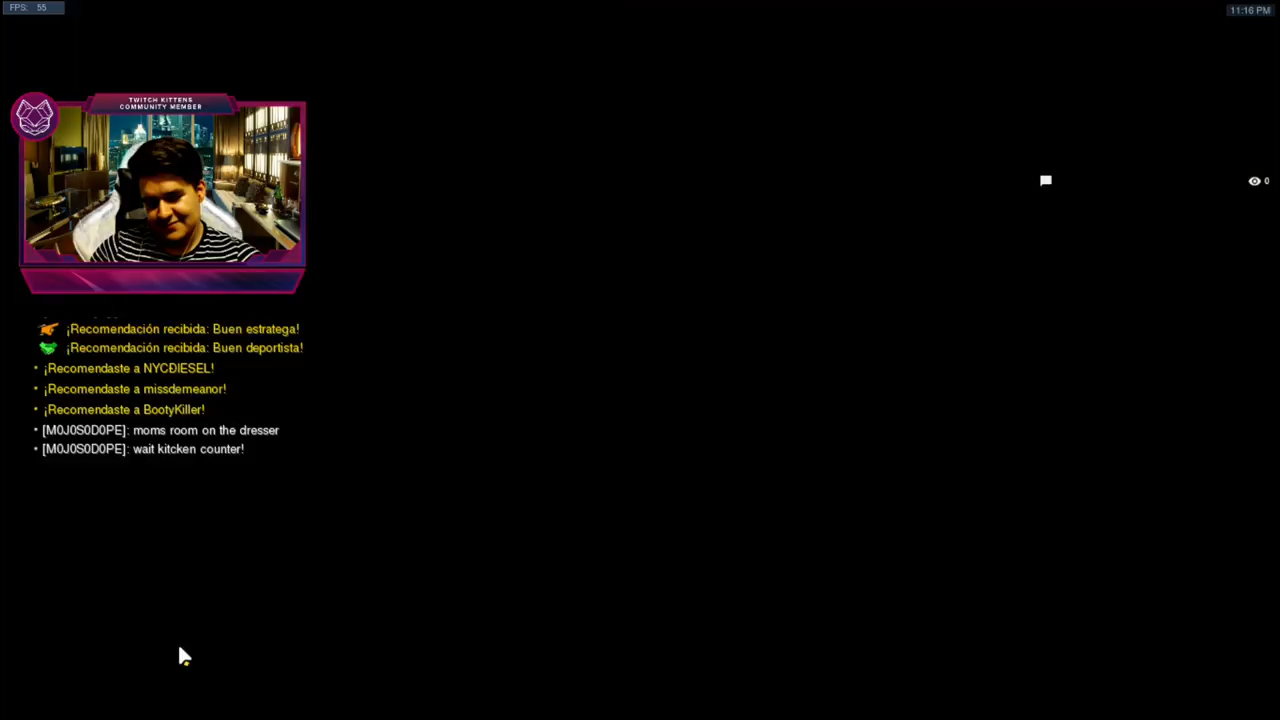 FPS: 55
11:16 PM
TWITCH KITTENS
COMMUNITY MEMBER
0
¡Recomendación recibida: Buen estratega!
¡Recomendación recibida: Buen deportista!
¡Recomendaste a NYCDIESEL!
¡Recomendaste a missdemeanor!
¡Recomendaste a BootyKiller!
[M0J0S0D0PE]: moms room on the dresser
[M0J0S0D0PE]: wait kitcken counter!